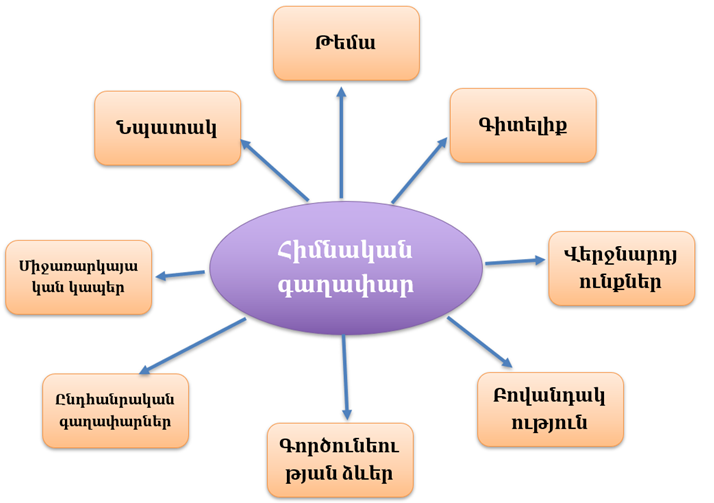 Թեմա
Նպատակ
Գիտելիք
Հիմնական
գաղափար
Միջառարկայա
կան կապեր
Վերջնարդյ
ունքներ
Ընդհանրական
գաղափարներ
Բովանդակ
ություն
Գործունեու
թյան ձևեր